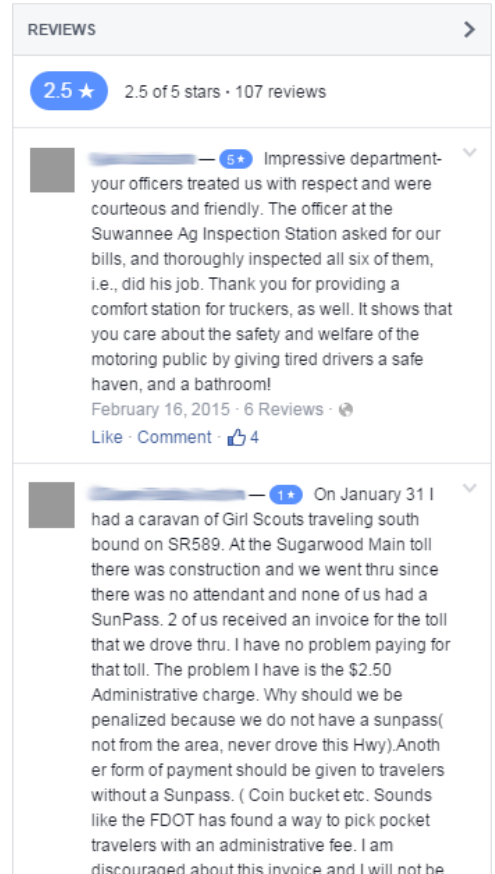 REVIEWS
2.5 ★ 2.5 of 5 stars · 107 reviews
— 5★ Impressive department-
your officers treated us with respect and were
courteous and friendly. The officer at the
Suwannee Ag Inspection Station asked for our
bills, and thoroughly inspected all six of them,
i.e., did his job. Thank you for providing a
comfort station for truckers, as well. It shows that
you care about the safety and welfare of the
motoring public by giving tired drivers a safe
haven, and a bathroom!
February 16, 2015 · 6 Reviews ·
Like · Comment · 4
— 1★ On January 31 I
had a caravan of Girl Scouts traveling south
bound on SR589. At the Sugarwood Main toll
there was construction and we went thru since
there was no attendant and none of us had a
SunPass. 2 of us received an invoice for the toll
that we drove thru. I have no problem paying for
that toll. The problem I have is the $2.50
Administrative charge. Why should we be
penalized because we do not have a sunpass(
not from the area, never drove this Hwy).Anoth
er form of payment should be given to travelers
without a Sunpass. ( Coin bucket etc. Sounds
like the FDOT has found a way to pick pocket
travelers with an administrative fee. I am
discouraged about this invoice and I will not be